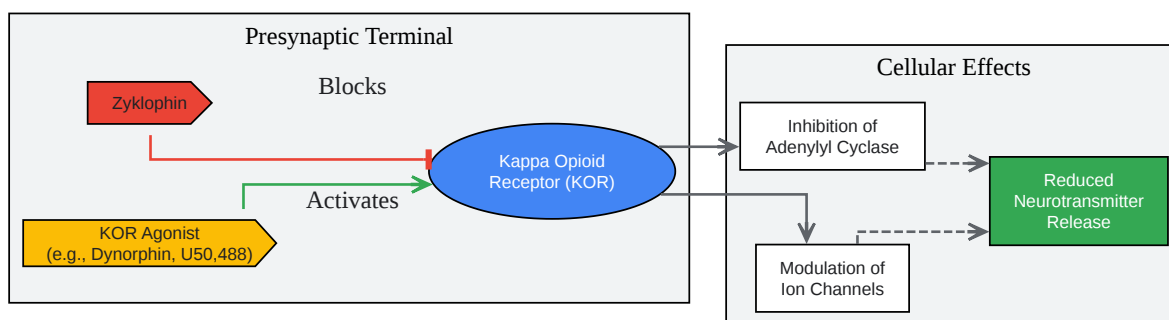 Presynaptic Terminal
Blocks
Zyklophin
Kappa Opioid
Receptor (KOR)
Activates
KOR Agonist
(e.g., Dynorphin, U50,488)
Cellular Effects
Inhibition of
Adenylyl Cyclase
Reduced
Neurotransmitter
Release
Modulation of
Ion Channels